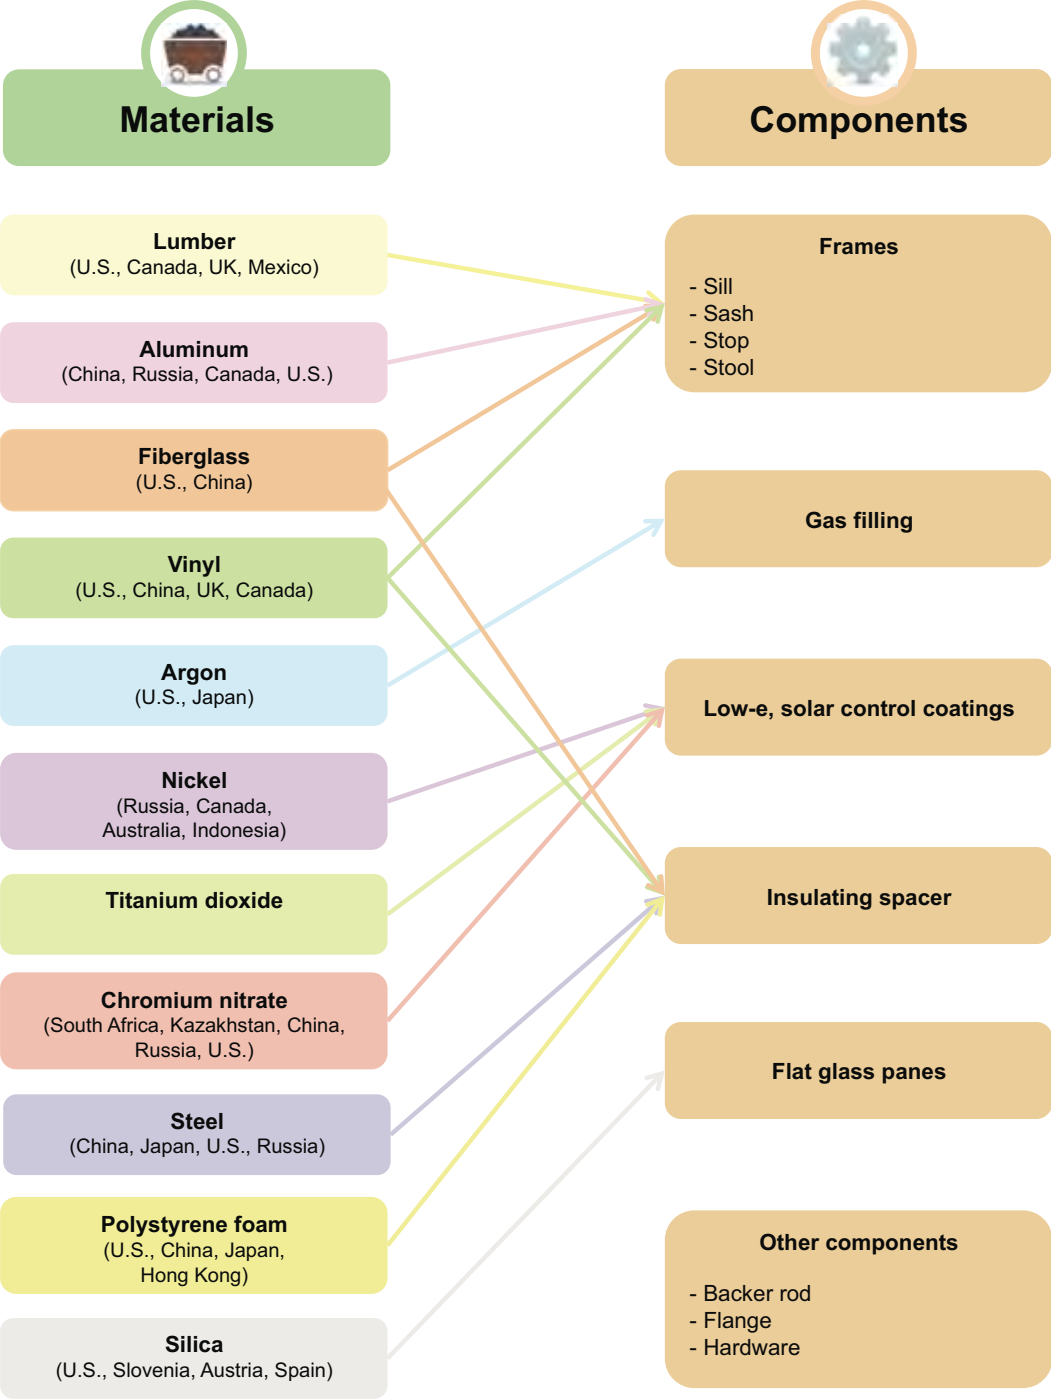 Materials
Lumber
(U.S., Canada, UK, Mexico)
Aluminum
(China, Russia, Canada, U.S.)
Fiberglass
(U.S., China)
Vinyl
(U.S., China, UK, Canada)
Argon
(U.S., Japan)
Nickel
(Russia, Canada,
Australia, Indonesia)
Titanium dioxide
Chromium nitrate
(South Africa, Kazakhstan, China,
Russia, U.S.)
Steel
(China, Japan, U.S., Russia)
Polystyrene foam
(U.S., China, Japan,
Hong Kong)
Silica
(U.S., Slovenia, Austria, Spain)
Components
Frames
- Sill
- Sash
- Stop
- Stool
Gas filling
Low-e, solar control coatings
Insulating spacer
Flat glass panes
Other components
- Backer rod
- Flange
- Hardware